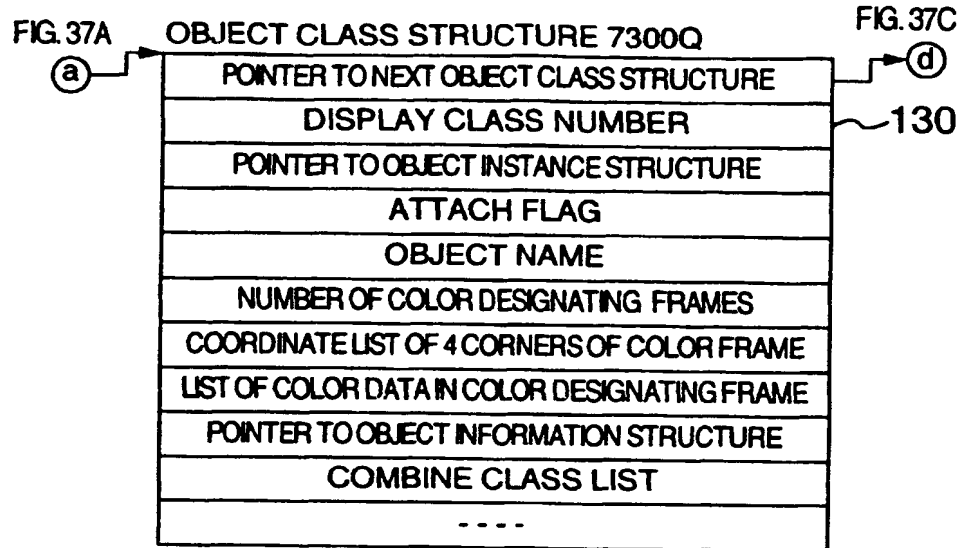 FIG. 37A
FIG. 37C
OBJECT CLASS STRUCTURE 7300Q
a
d
POINTER TO NEXT OBJECT CLASS STRUCTURE
DISPLAY CLASS NUMBER
130
POINTER TO OBJECT INSTANCE STRUCTURE
ATTACH FLAG
OBJECT NAME
NUMBER OF COLOR DESIGNATING FRAMES
COORDINATE LIST OF 4 CORNERS OF COLOR FRAME
LIST OF COLOR DATA IN COLOR DESIGNATING FRAME
POINTER TO OBJECT INFORMATION STRUCTURE
COMBINE CLASS LIST
----